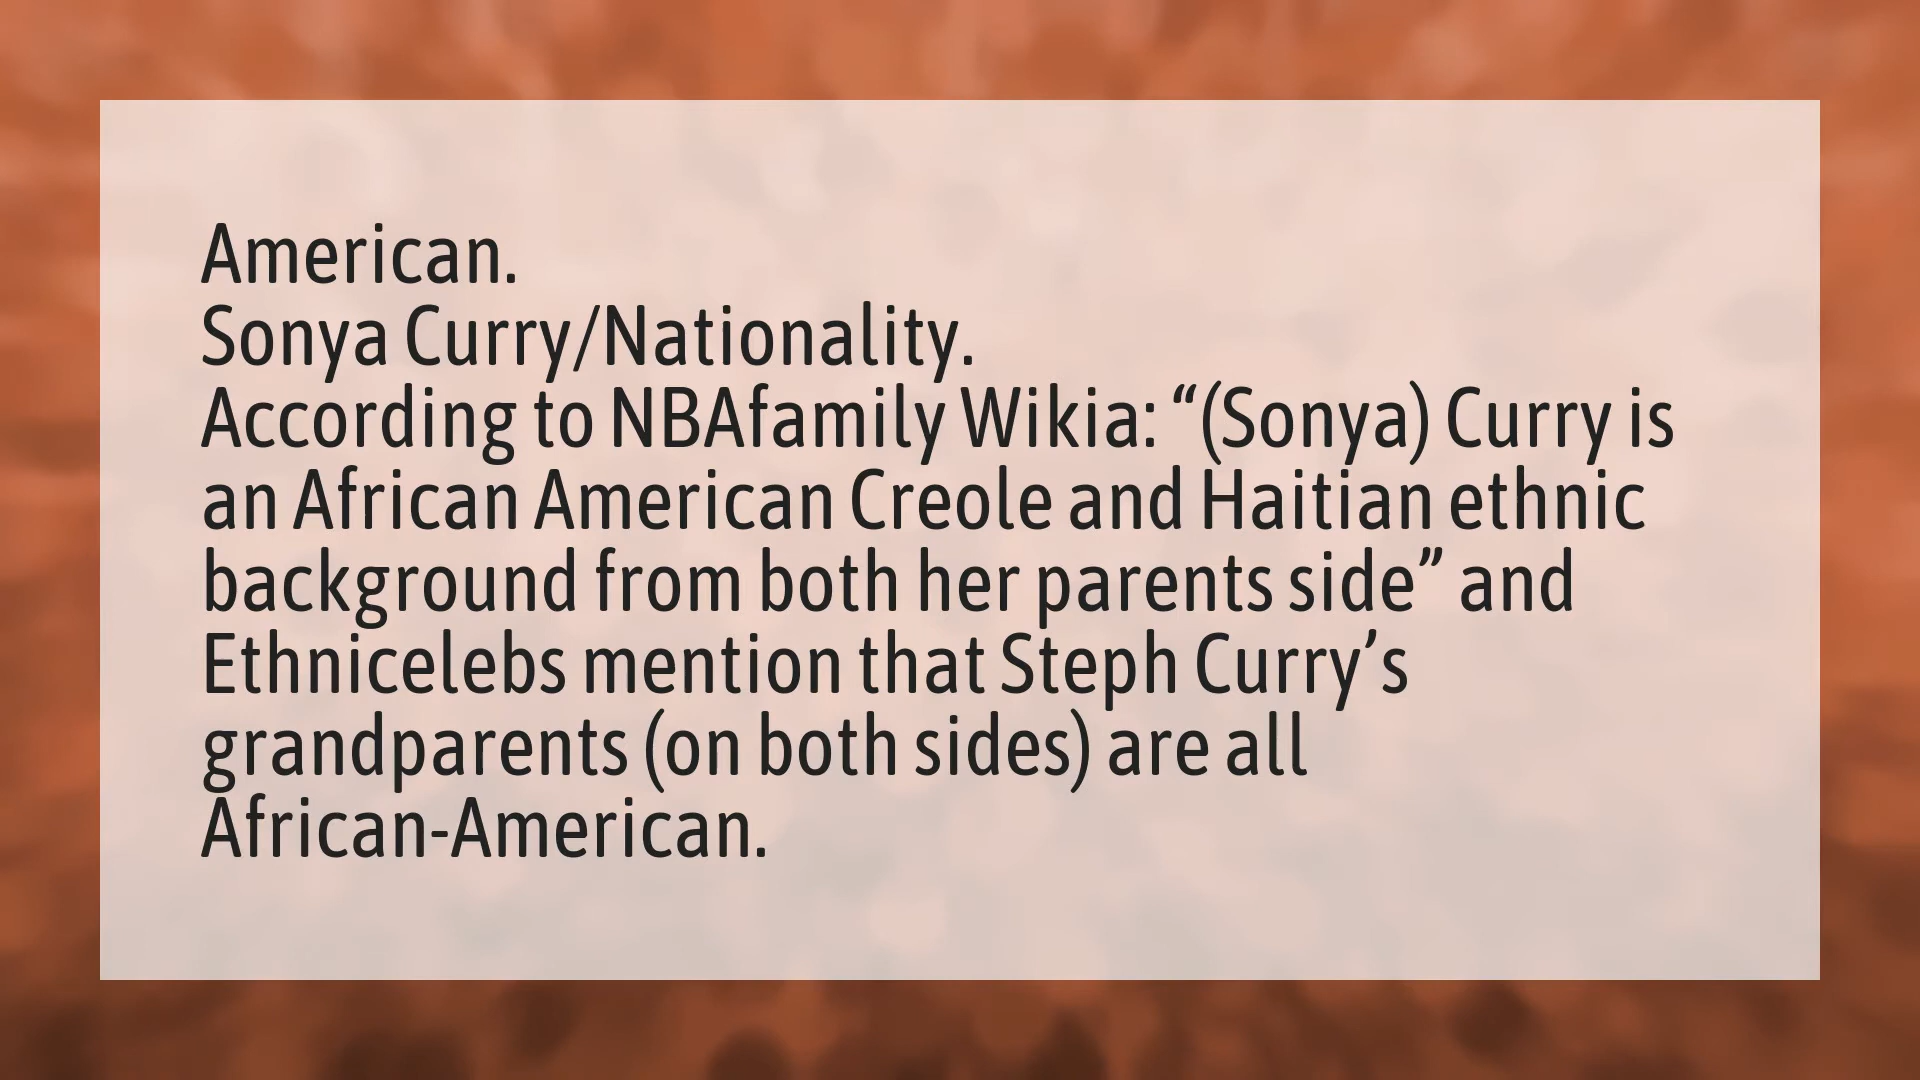 American.
Sonya Curry/Nationality.
According to NBAfamily Wikia: “(Sonya) Curry is
an African American Creole and Haitian ethnic
background from both her parents side” and
Ethnicelebs mention that Steph Curry’s
grandparents (on both sides) are all
African-American.